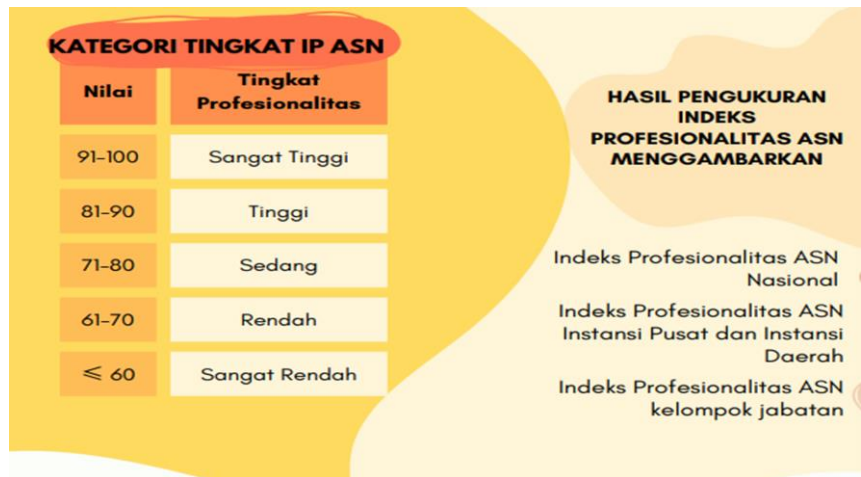 KATEGORI TINGKAT IP ASN
Nilai
Tingkat
Profesionalitas
91-100
Sangat Tinggi
81-90
Tinggi
71-80
Sedang
61-70
Rendah
≤ 60
Sangat Rendah
HASIL PENGUKURAN
INDEKS
PROFESIONALITAS ASN
MENGGAMBARKAN
Indeks Profesionalitas ASN
Nasional
Indeks Profesionalitas ASN
Instansi Pusat dan Instansi
Daerah
Indeks Profesionalitas ASN
kelompok jabatan